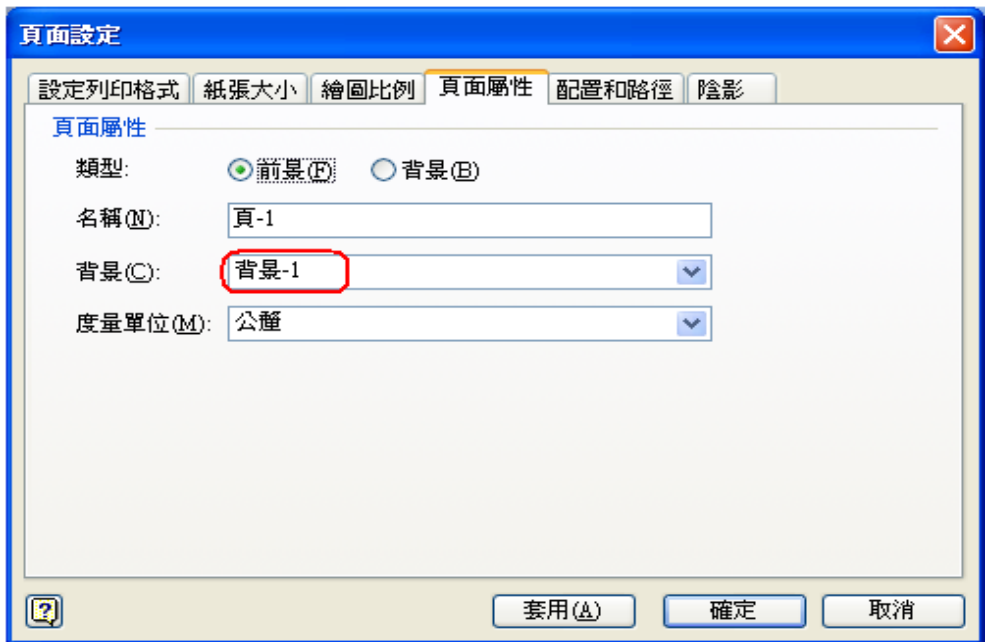 頁面設定
設定列印格式 紙張大小 繪圖比例 頁面屬性 配置和路徑 陰影
頁面屬性
類型: 前景(F) 背景(B)
名稱(N): 頁-1
背景(C): 背景-1
度量單位(M): 公釐
套用(A) 確定 取消